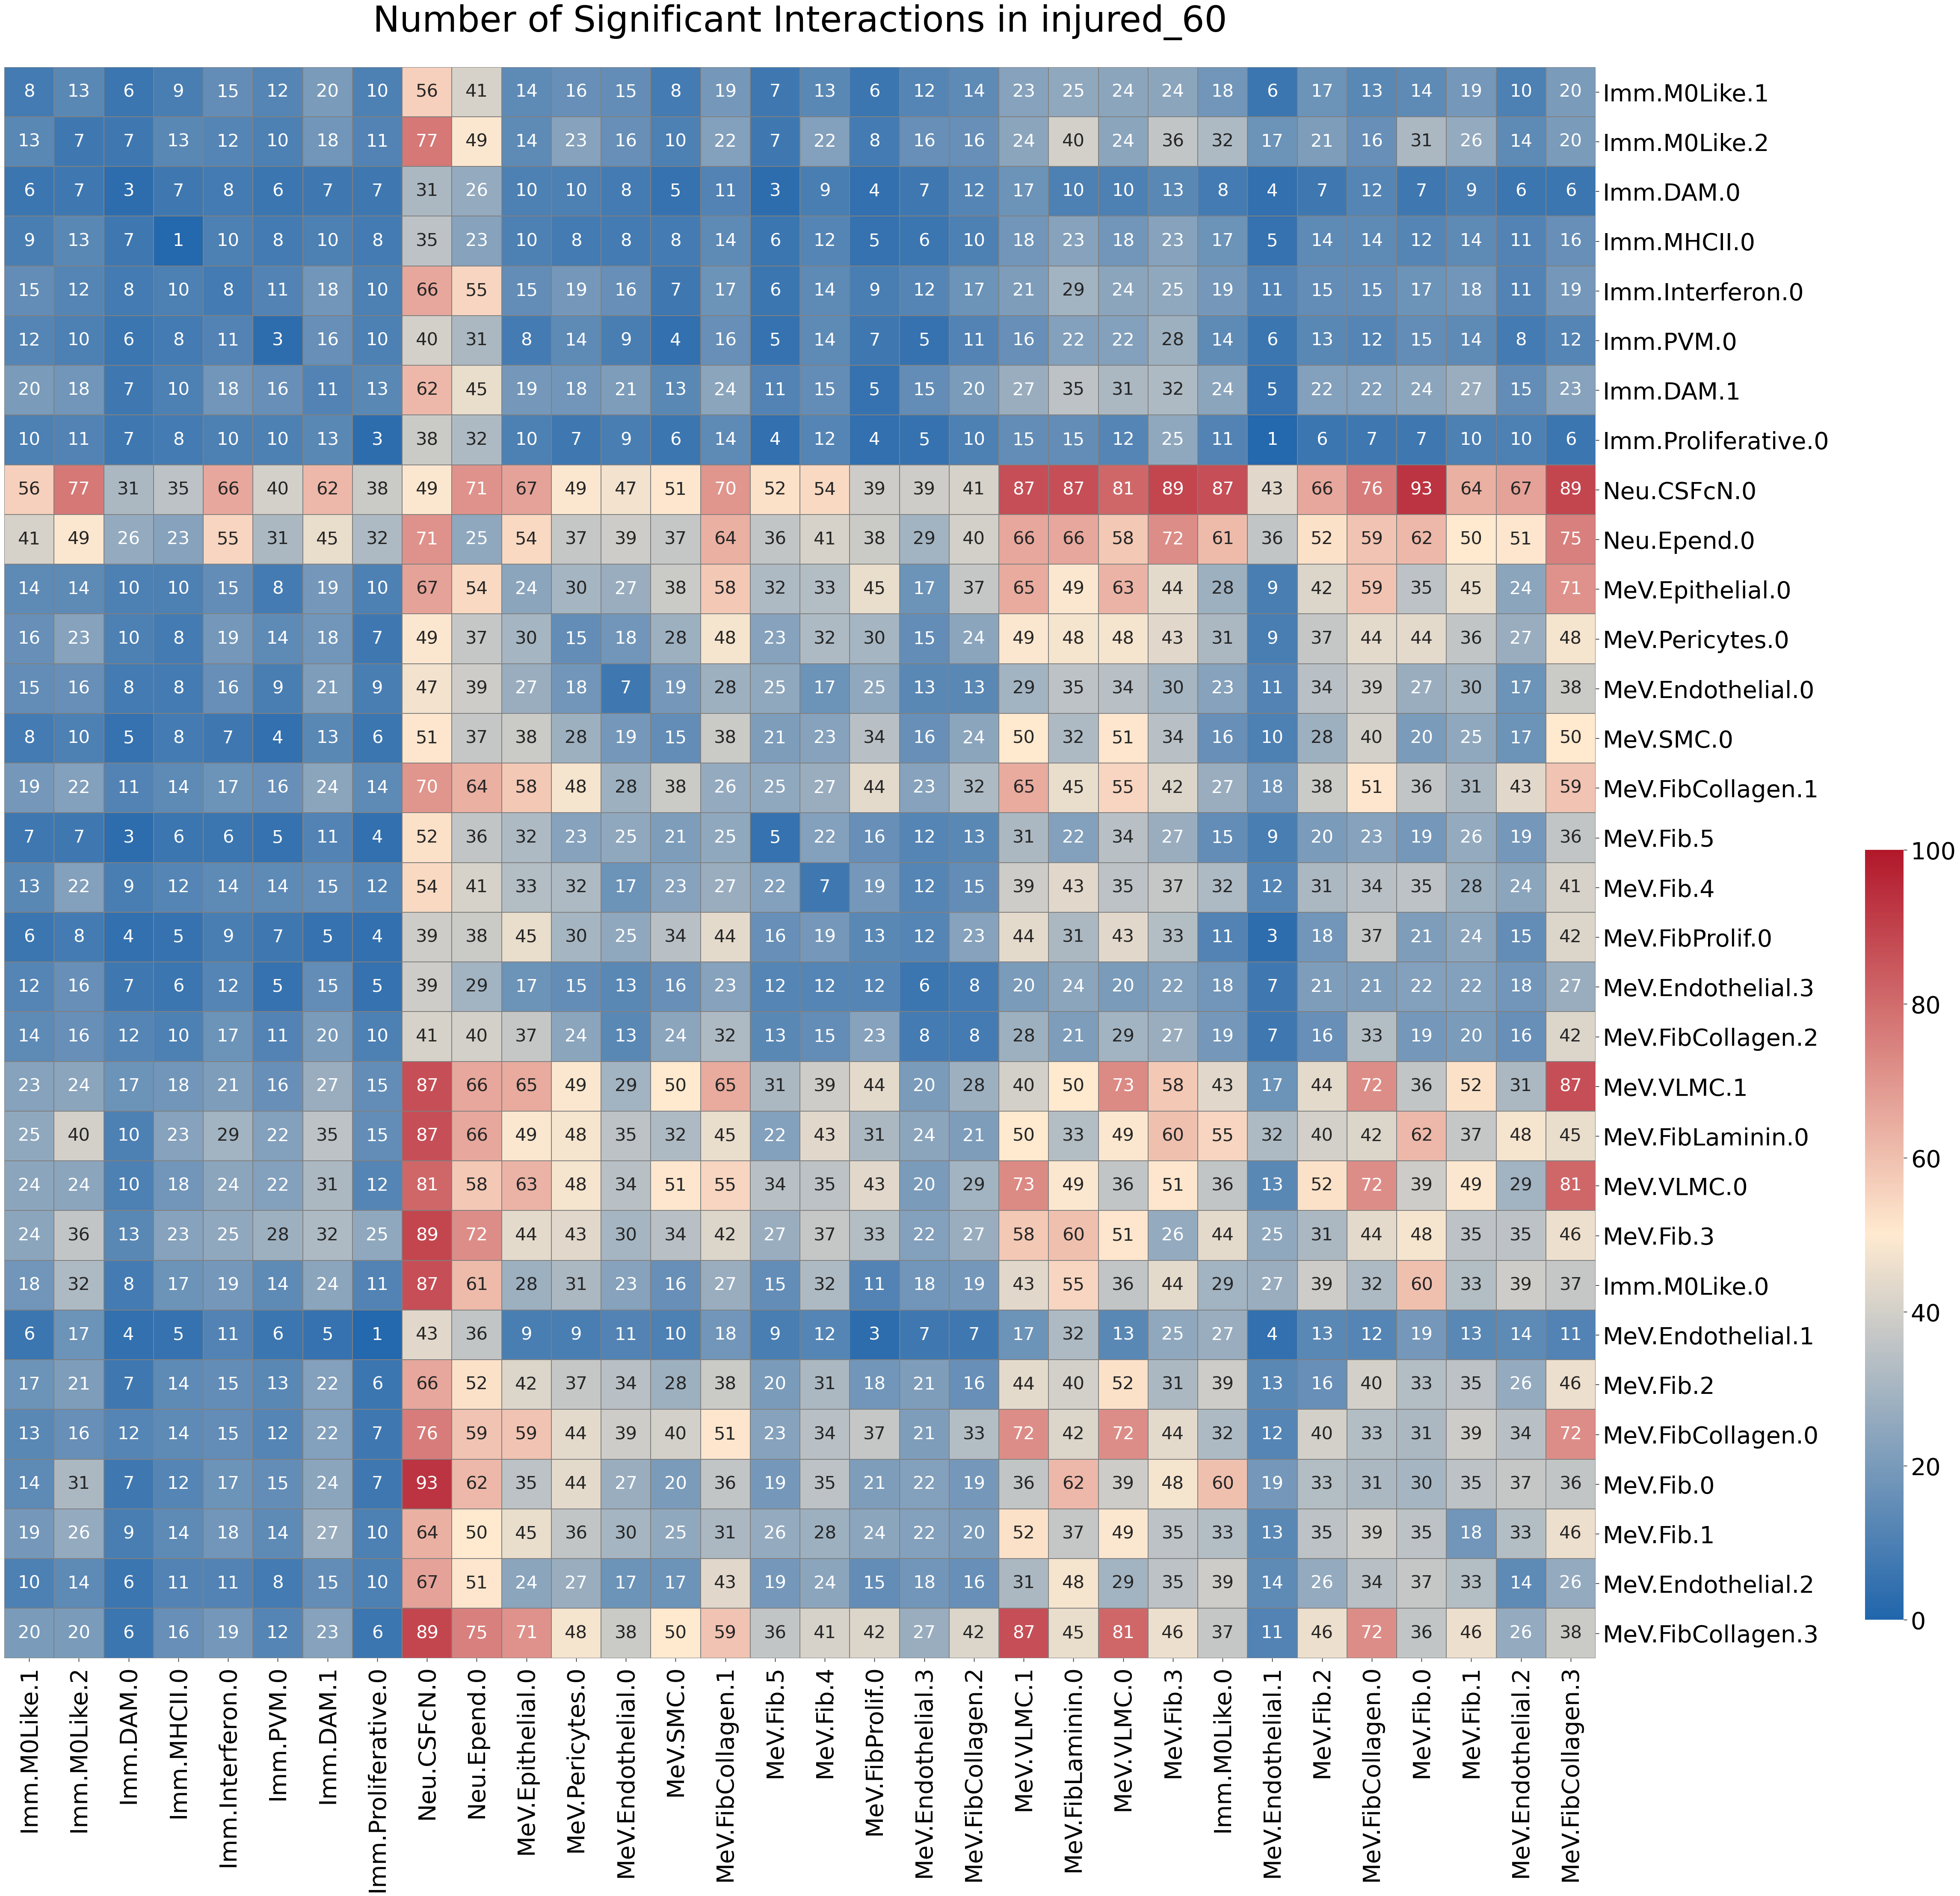 Number of Significant Interactions in injured_60
8 13 6 9 15 12 20 10 56 41 14 16 15 8 19 7 13 6 12 14 23 25 24 24 18 6 17 13 14 19 10 20 Imm.M0Like.1
13 7 7 13 12 10 18 11 77 49 14 23 16 10 22 7 22 8 16 16 24 40 24 36 32 17 21 16 31 26 14 20 Imm.M0Like.2
6 7 3 7 8 6 7 7 31 26 10 10 8 5 11 3 9 4 7 12 17 10 10 13 8 4 7 12 7 9 6 6 Imm.DAM.0
9 13 7 1 10 8 10 8 35 23 10 8 8 8 14 6 12 5 6 10 18 23 18 23 17 5 14 14 12 14 11 16 Imm.MHCII.0
15 12 8 10 8 11 18 10 66 55 15 19 16 7 17 6 14 9 12 17 21 29 24 25 19 11 15 15 17 18 11 19 Imm.Interferon.0
12 10 6 8 11 3 16 10 40 31 8 14 9 4 16 5 14 7 5 11 16 22 22 28 14 6 13 12 15 14 8 12 Imm.PVM.0
20 18 7 10 18 16 11 13 62 45 19 18 21 13 24 11 15 5 15 20 27 35 31 32 24 5 22 22 24 27 15 23 Imm.DAM.1
10 11 7 8 10 10 13 3 38 32 10 7 9 6 14 4 12 4 5 10 15 15 12 25 11 1 6 7 7 10 10 6 Imm.Proliferative.0
56 77 31 35 66 40 62 38 49 71 67 49 47 51 70 52 54 39 39 41 87 87 81 89 87 43 66 76 93 64 67 89 Neu.CSFcN.0
41 49 26 23 55 31 45 32 71 25 54 37 39 37 64 36 41 38 29 40 66 66 58 72 61 36 52 59 62 50 51 75 Neu.Epend.0
14 14 10 10 15 8 19 10 67 54 24 30 27 38 58 32 33 45 17 37 65 49 63 44 28 9 42 59 35 45 24 71 MeV.Epithelial.0
16 23 10 8 19 14 18 7 49 37 30 15 18 28 48 23 32 30 15 24 49 48 48 43 31 9 37 44 44 36 27 48 MeV.Pericytes.0
15 16 8 8 16 9 21 9 47 39 27 18 7 19 28 25 17 25 13 13 29 35 34 30 23 11 34 39 27 30 17 38 MeV.Endothelial.0
8 10 5 8 7 4 13 6 51 37 38 28 19 15 38 21 23 34 16 24 50 32 51 34 16 10 28 40 20 25 17 50 MeV.SMC.0
19 22 11 14 17 16 24 14 70 64 58 48 28 38 26 25 27 44 23 32 65 45 55 42 27 18 38 51 36 31 43 59 MeV.FibCollagen.1
7 7 3 6 6 5 11 4 52 36 32 23 25 21 25 5 22 16 12 13 31 22 34 27 15 9 20 23 19 26 19 36 MeV.Fib.5
13 22 9 12 14 14 15 12 54 41 33 32 17 23 27 22 7 19 12 15 39 43 35 37 32 12 31 34 35 28 24 41 MeV.Fib.4
6 8 4 5 9 7 5 4 39 38 45 30 25 34 44 16 19 13 12 23 44 31 43 33 11 3 18 37 21 24 15 42 MeV.FibProlif.0
12 16 7 6 12 5 15 5 39 29 17 15 13 16 23 12 12 12 6 8 20 24 20 22 18 7 21 21 22 22 18 27 MeV.Endothelial.3
14 16 12 10 17 11 20 10 41 40 37 24 13 24 32 13 15 23 8 8 28 21 29 27 19 7 16 33 19 20 16 42 MeV.FibCollagen.2
23 24 17 18 21 16 27 15 87 66 65 49 29 50 65 31 39 44 20 28 40 50 73 58 43 17 44 72 36 52 31 87 MeV.VLMC.1
25 40 10 23 29 22 35 15 87 66 49 48 35 32 45 22 43 31 24 21 50 33 49 60 55 32 40 42 62 37 48 45 MeV.FibLaminin.0
24 24 10 18 24 22 31 12 81 58 63 48 34 51 55 34 35 43 20 29 73 49 36 51 36 13 52 72 39 49 29 81 MeV.VLMC.0
24 36 13 23 25 28 32 25 89 72 44 43 30 34 42 27 37 33 22 27 58 60 51 26 44 25 31 44 48 35 35 46 MeV.Fib.3
18 32 8 17 19 14 24 11 87 61 28 31 23 16 27 15 32 11 18 19 43 55 36 44 29 27 39 32 60 33 39 37 Imm.M0Like.0
6 17 4 5 11 6 5 1 43 36 9 9 11 10 18 9 12 3 7 7 17 32 13 25 27 4 13 12 19 13 14 11 MeV.Endothelial.1
17 21 7 14 15 13 22 6 66 52 42 37 34 28 38 20 31 18 21 16 44 40 52 31 39 13 16 40 33 35 26 46 MeV.Fib.2
13 16 12 14 15 12 22 7 76 59 59 44 39 40 51 23 34 37 21 33 72 42 72 44 32 12 40 33 31 39 34 72 MeV.FibCollagen.0
14 31 7 12 17 15 24 7 93 62 35 44 27 20 36 19 35 21 22 19 36 62 39 48 60 19 33 31 30 35 37 36 MeV.Fib.0
19 26 9 14 18 14 27 10 64 50 45 36 30 25 31 26 28 24 22 20 52 37 49 35 33 13 35 39 35 18 33 46 MeV.Fib.1
10 14 6 11 11 8 15 10 67 51 24 27 17 17 43 19 24 15 18 16 31 48 29 35 39 14 26 34 37 33 14 26 MeV.Endothelial.2
20 20 6 16 19 12 23 6 89 75 71 48 38 50 59 36 41 42 27 42 87 45 81 46 37 11 46 72 36 46 26 38 MeV.FibCollagen.3
Imm.M0Like.1
Imm.M0Like.2
Imm.DAM.0
Imm.MHCII.0
Imm.Interferon.0
Imm.PVM.0
Imm.DAM.1
Imm.Proliferative.0
Neu.CSFcN.0
Neu.Epend.0
MeV.Epithelial.0
MeV.Pericytes.0
MeV.Endothelial.0
MeV.SMC.0
MeV.FibCollagen.1
MeV.Fib.5
MeV.Fib.4
MeV.FibProlif.0
MeV.Endothelial.3
MeV.FibCollagen.2
MeV.VLMC.1
MeV.FibLaminin.0
MeV.VLMC.0
MeV.Fib.3
Imm.M0Like.0
MeV.Endothelial.1
MeV.Fib.2
MeV.FibCollagen.0
MeV.Fib.0
MeV.Fib.1
MeV.Endothelial.2
MeV.FibCollagen.3
100
80
60
40
20
0